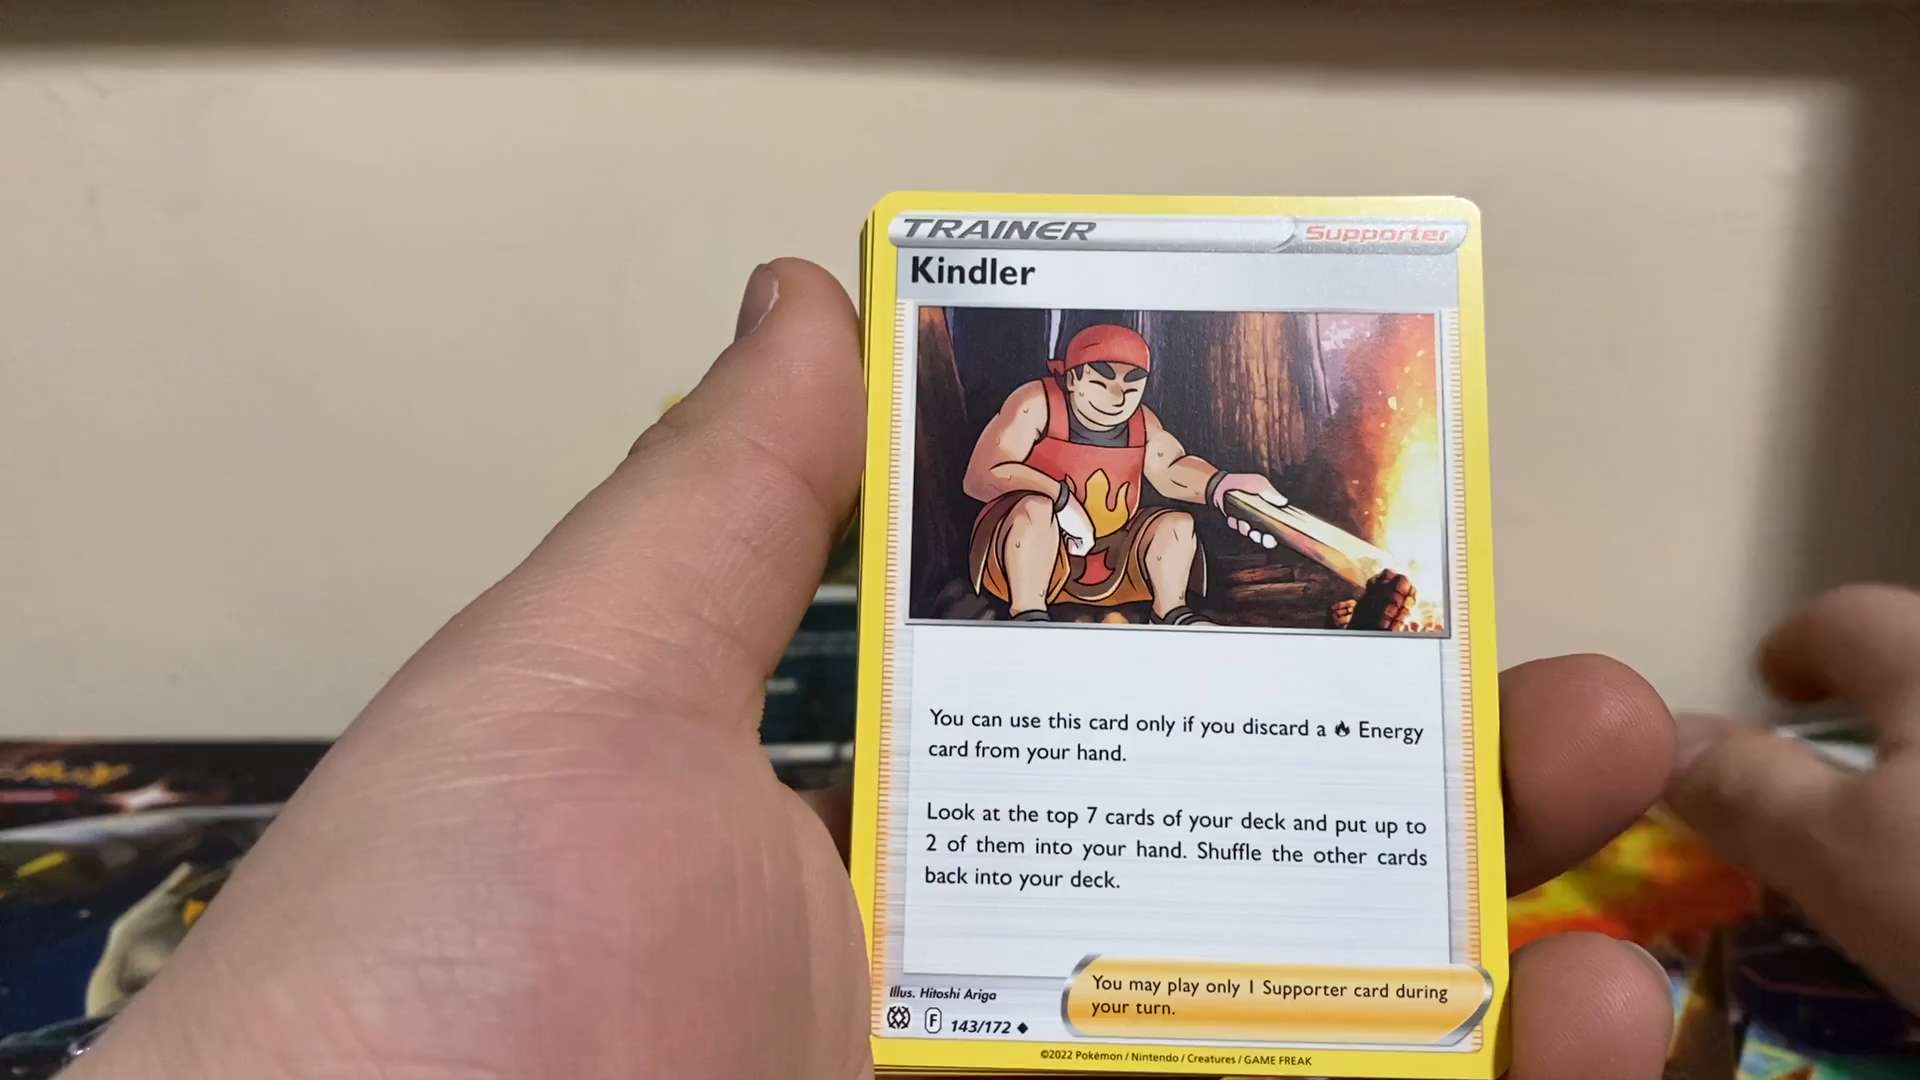 TRAINER Supporter
Kindler
You can use this card only if you discard a 🔥 Energy
card from your hand.
Look at the top 7 cards of your deck and put up to
2 of them into your hand. Shuffle the other cards
back into your deck.
You may play only 1 Supporter card during
your turn.
Illus. Hitoshi Ariga
F 143/172 ◆
©2022 Pokémon / Nintendo / Creatures / GAME FREAK